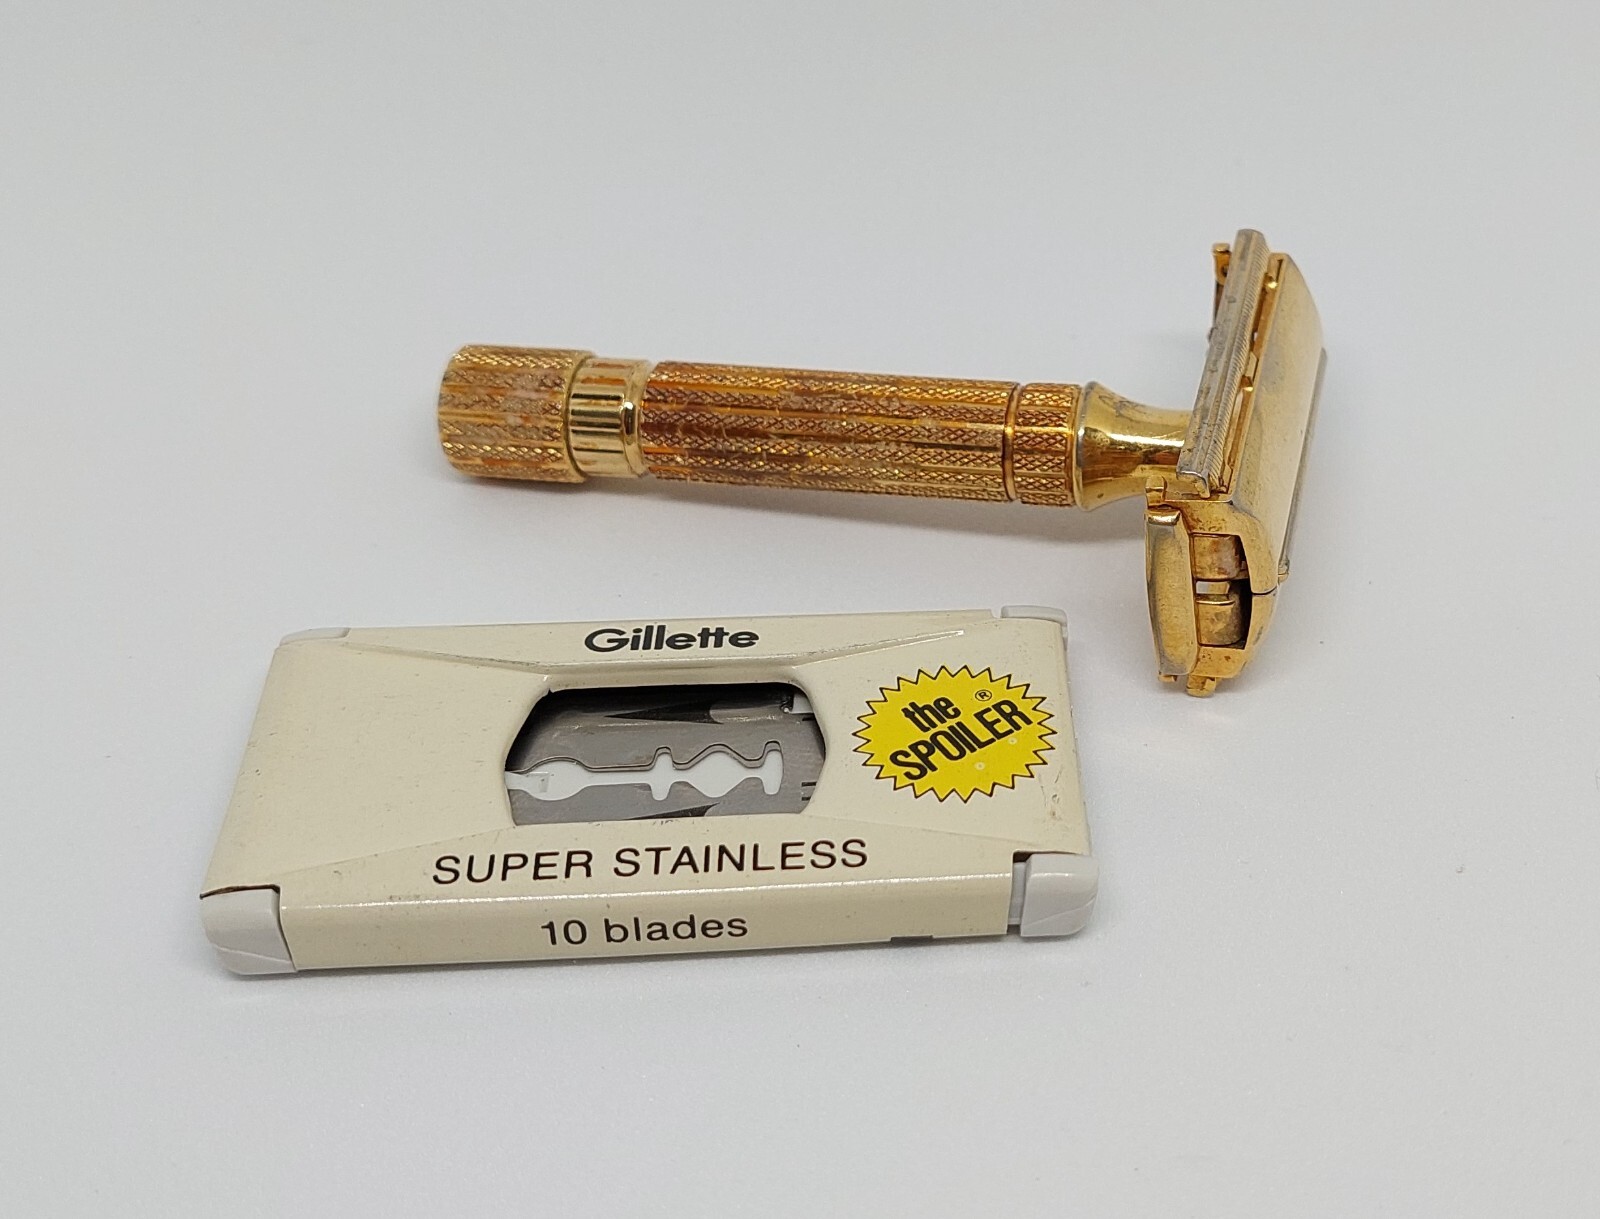 Gillette
the
SPOILER®
SUPER STAINLESS
10 blades